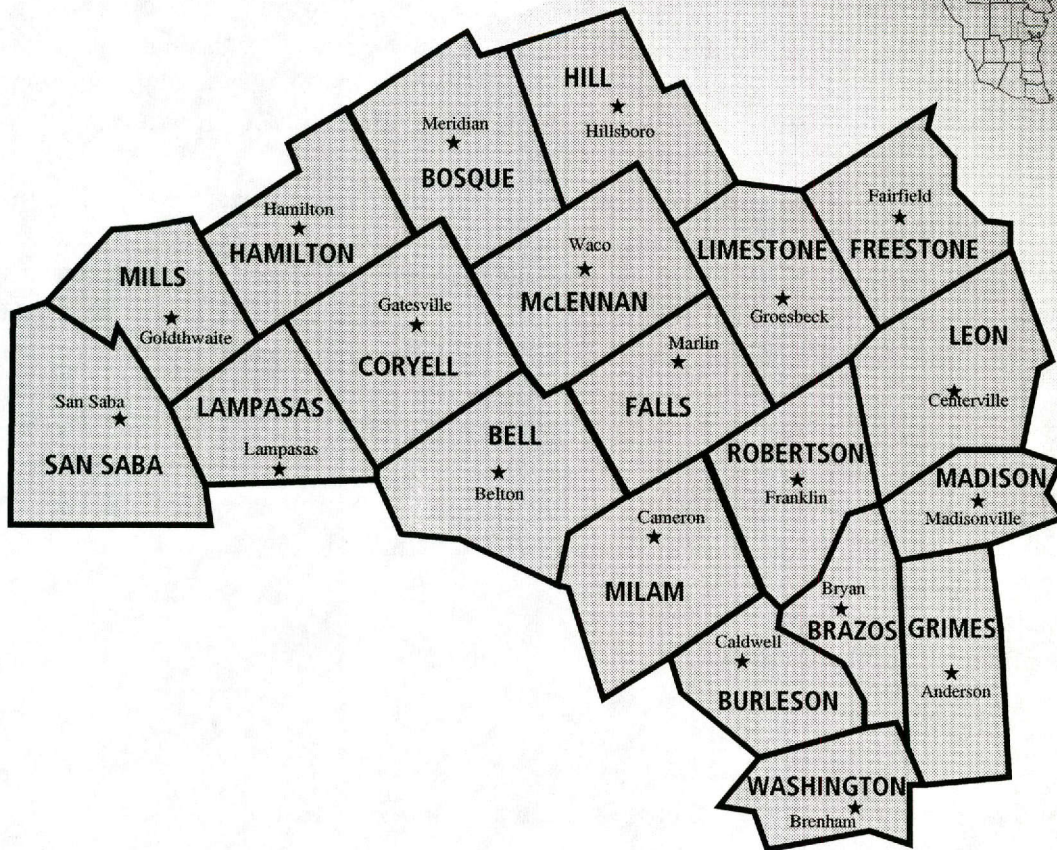 HILL
Hillsboro
Meridian
BOSQUE
Hamilton
HAMILTON
Fairfield
FREESTONE
Waco
McLENNAN
LIMESTONE
Groesbeck
MILLS
Goldthwaite
Gatesville
CORYELL
Marlin
FALLS
LEON
Centerville
San Saba
SAN SABA
LAMPASAS
Lampasas
BELL
Belton
ROBERTSON
Franklin
MADISON
Madisonville
Cameron
MILAM
Bryan
BRAZOS
GRIMES
Anderson
Caldwell
BURLESON
WASHINGTON
Brenham